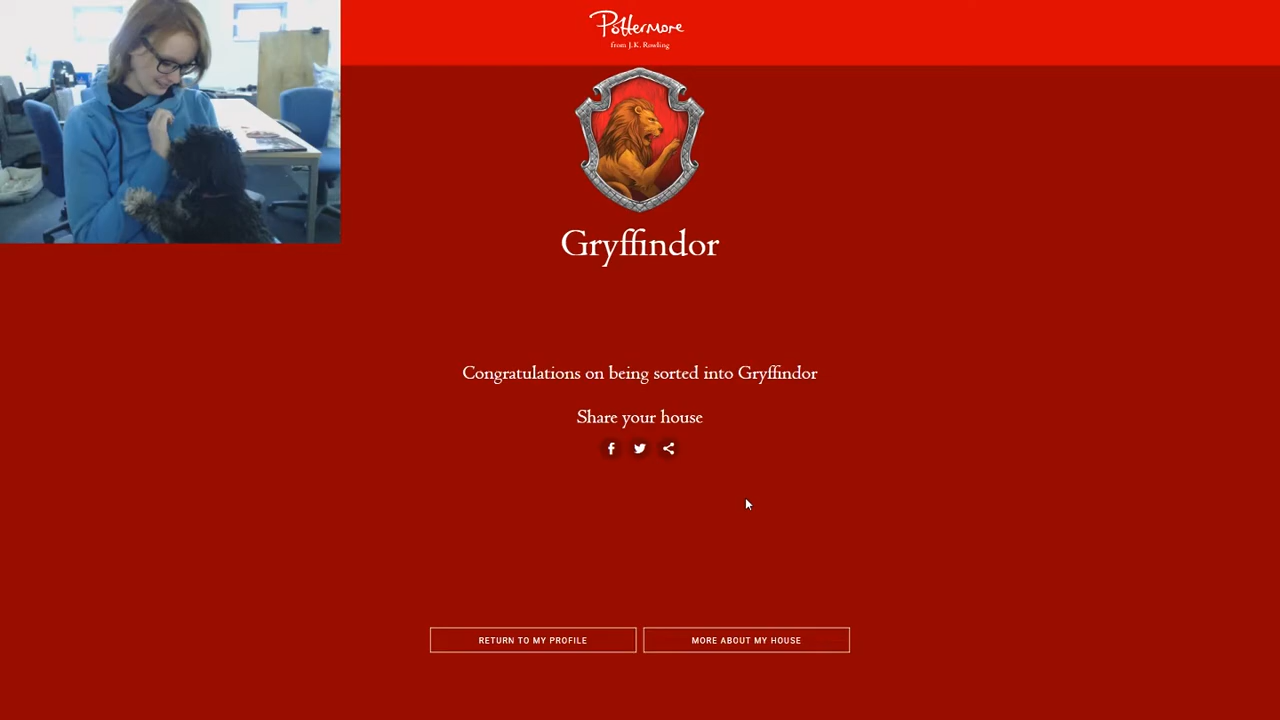 Pottermore
from J.K. Rowling
Gryffindor
Congratulations on being sorted into Gryffindor
Share your house
RETURN TO MY PROFILE
MORE ABOUT MY HOUSE